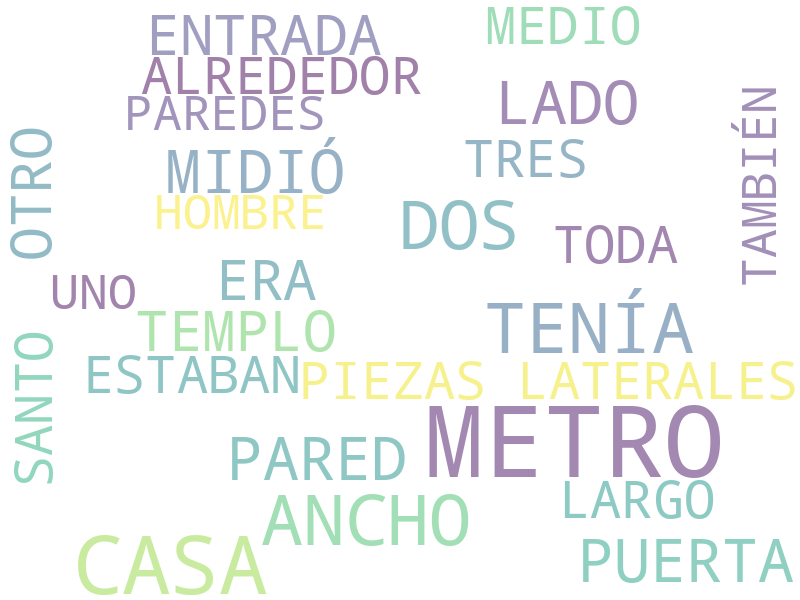 ENTRADA
MEDIO
ALREDEDOR
LADO
PAREDES
TAMBIÉN
OTRO
MIDIÓ
TRES
HOMBRE
DOS
TODA
UNO
ERA
TEMPLO
TENÍA
SANTO
ESTABAN
PIEZAS LATERALES
METRO
PARED
LARGO
ANCHO
CASA
PUERTA